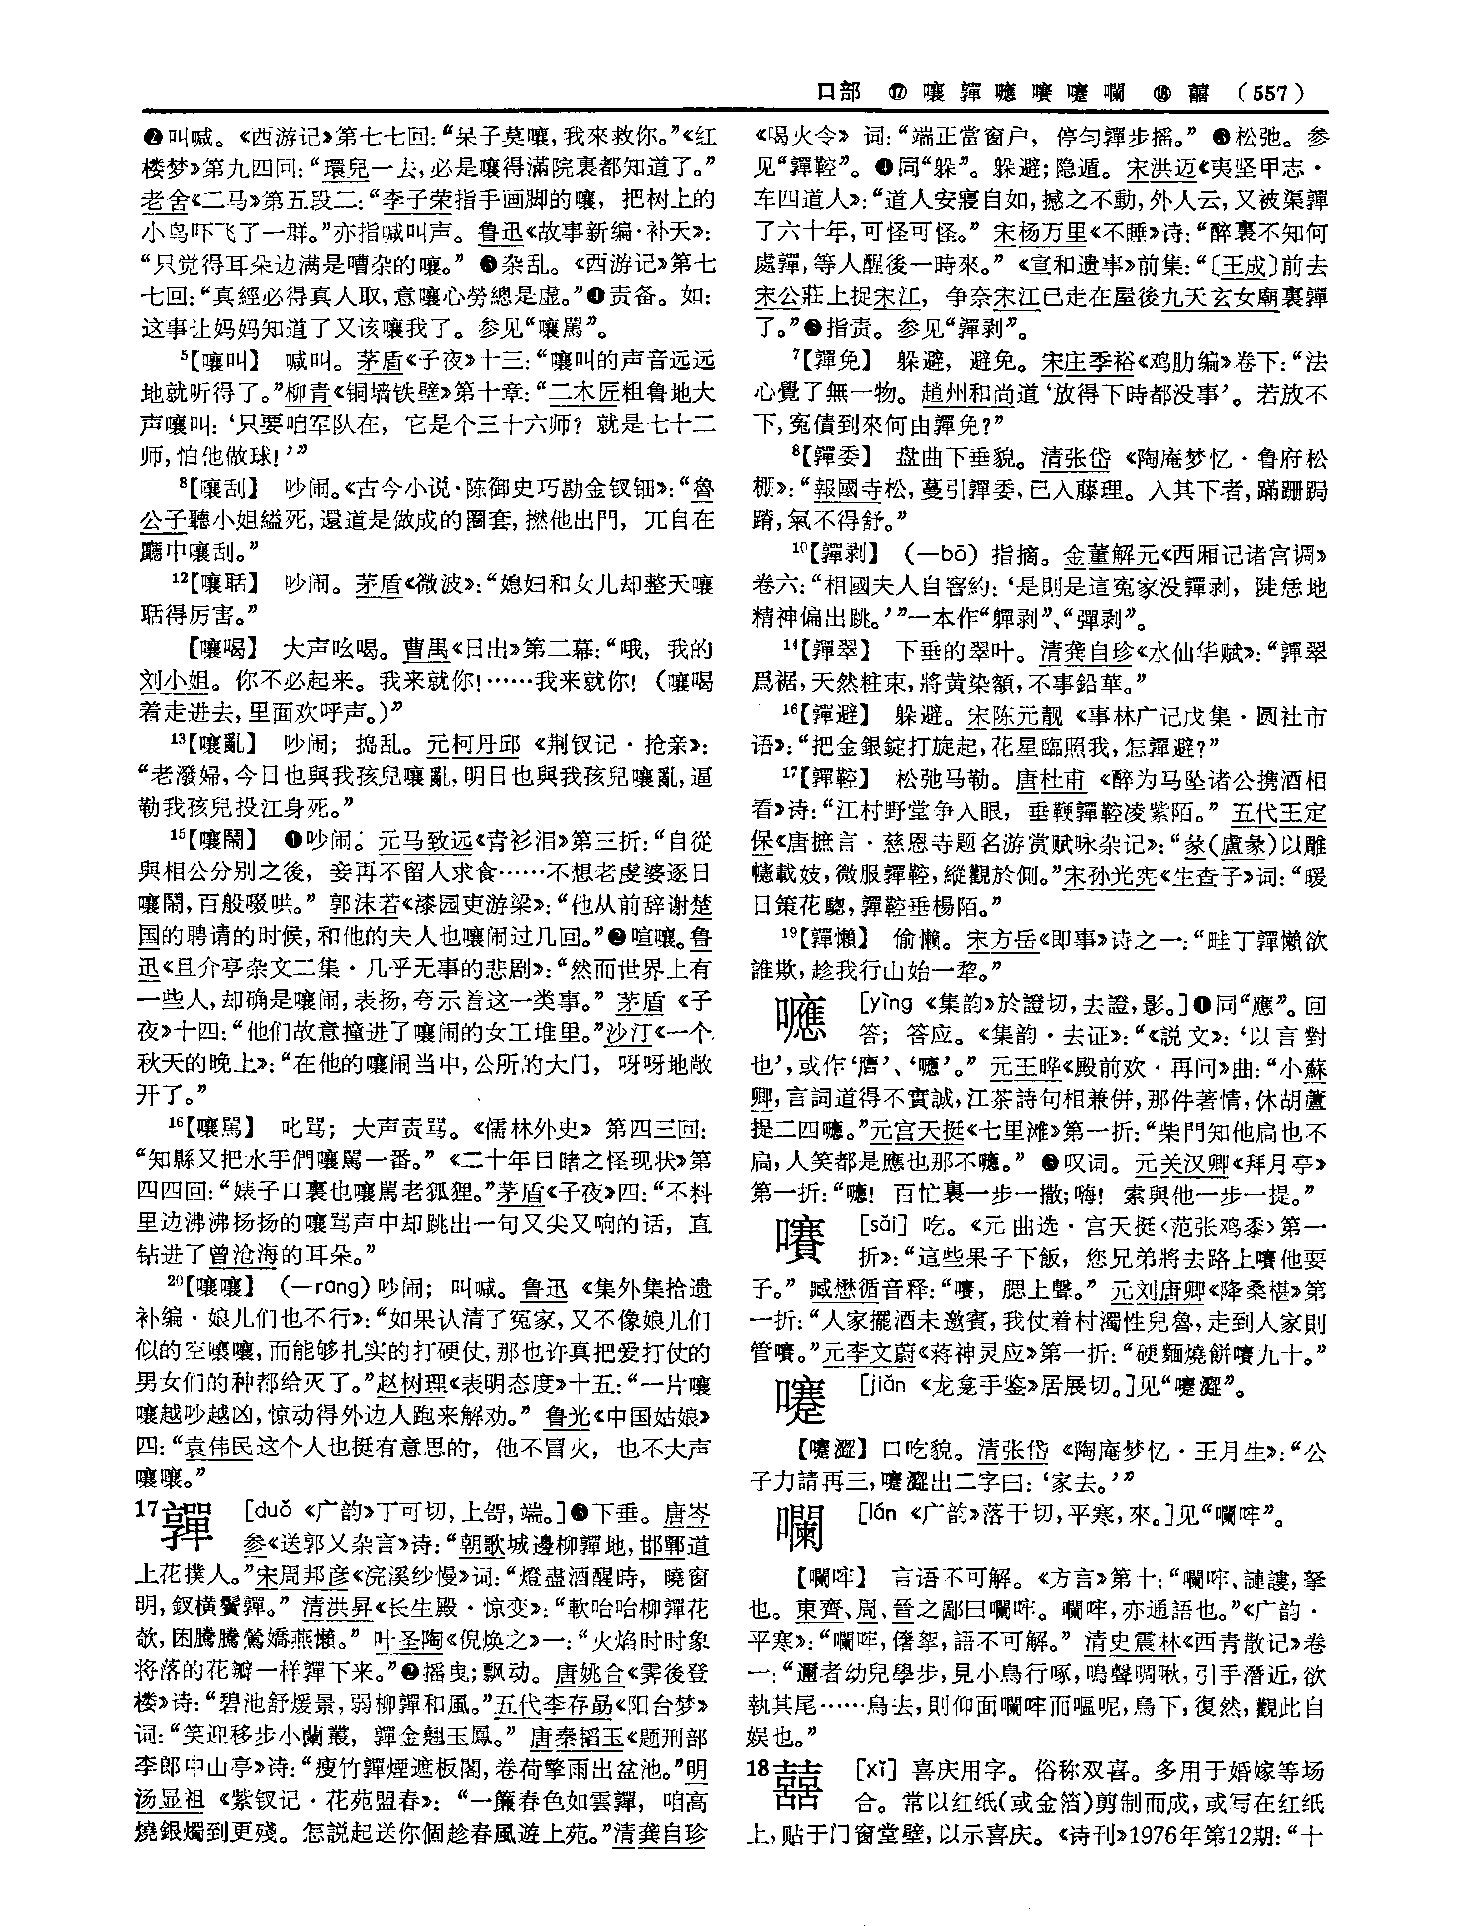 口部 ⑰ 嚷嚲噟嚽𡄓囒 ⑱ 囍 (557)
❷叫喊。《西游记》第七七回:“呆子莫嚷,我來救你。”《红
楼梦》第九四回:“環兒一去,必是嚷得滿院裏都知道了。”
老舍《二马》第五段二:“李子荣指手画脚的嚷,把树上的
小鸟吓飞了一群。”亦指喊叫声。鲁迅《故事新编·补天》:
“只觉得耳朵边满是嘈杂的嚷。”❸杂乱。《西游记》第七
七回:“真經必得真人取,意嚷心勞總是虚。”❹责备。如:
这事让妈妈知道了又该嚷我了。参见“嚷駡”。
⁵【嚷叫】 喊叫。茅盾《子夜》十三:“嚷叫的声音远远
地就听得了。”柳青《铜墙铁壁》第十章:“二木匠粗鲁地大
声嚷叫:‘只要咱军队在,它是个三十六师?就是七十二
师,怕他做球!’”
⁸【嚷刮】 吵闹。《古今小说·陈御史巧勘金钗钿》:“魯
公子聽小姐縊死,還道是做成的圈套,撚他出門,兀自在
廳中嚷刮。”
¹²【嚷聒】 吵闹。茅盾《微波》:“媳妇和女儿却整天嚷
聒得厉害。”
【嚷喝】 大声吆喝。曹禺《日出》第二幕:“哦,我的
刘小姐。你不必起来。我来就你!……我来就你!(嚷喝
着走进去,里面欢呼声。)”
¹³【嚷亂】 吵闹;捣乱。元柯丹邱《荆钗记·抢亲》:
“老潑婦,今日也與我孩兒嚷亂,明日也與我孩兒嚷亂,逼
勒我孩兒投江身死。”
¹⁵【嚷鬧】 ❶吵闹。元马致远《青衫泪》第三折:“自從
與相公分别之後,妾再不留人求食……不想老虔婆逐日
嚷鬧,百般啜哄。”郭沫若《漆园吏游梁》:“他从前辞谢楚
国的聘请的时候,和他的夫人也嚷闹过几回。”❷喧嚷。鲁
迅《且介亭杂文二集·几乎无事的悲剧》:“然而世界上有
一些人,却确是嚷闹,表扬,夸示着这一类事。”茅盾《子
夜》十四:“他们故意撞进了嚷闹的女工堆里。”沙汀《一个
秋天的晚上》:“在他的嚷闹当中,公所的大门,呀呀地敞
开了。”
¹⁶【嚷駡】 叱骂;大声责骂。《儒林外史》第四三回:
“知縣又把水手們嚷駡一番。”《二十年目睹之怪现状》第
四四回:“婊子口裏也嚷駡老狐狸。”茅盾《子夜》四:“不料
里边沸沸扬扬的嚷骂声中却跳出一句又尖又响的话,直
钻进了曾沧海的耳朵。”
²⁰【嚷嚷】 (—rang)吵闹;叫喊。鲁迅《集外集拾遗
补编·娘儿们也不行》:“如果认清了冤家,又不像娘儿们
似的空嚷嚷,而能够扎实的打硬仗,那也许真把爱打仗的
男女们的种都给灭了。”赵树理《表明态度》十五:“一片嚷
嚷越吵越凶,惊动得外边人跑来解劝。”鲁光《中国姑娘》
四:“袁伟民这个人也挺有意思的,他不冒火,也不大声
嚷嚷。”
17嚲 [duǒ 《广韵》丁可切,上哿,端。]❶下垂。唐岑
参《送郭乂杂言》诗:“朝歌城邊柳嚲地,邯鄲道
上花撲人。”宋周邦彦《浣溪纱慢》词:“燈盡酒醒時,曉窗
明,釵横鬢嚲。”清洪昇《长生殿·惊变》:“軟咍咍柳嚲花
欹,困騰騰鶯嬌燕懶。”叶圣陶《倪焕之》一:“火焰时时象
将落的花瓣一样嚲下来。”❷摇曳;飘动。唐姚合《霁後登
楼》诗:“碧池舒煖景,弱柳嚲和風。”五代李存勗《阳台梦》
词:“笑迎移步小蘭叢,嚲金翹玉鳳。”唐秦韬玉《题刑部
李郎中山亭》诗:“瘦竹嚲煙遮板閣,卷荷擎雨出盆池。”明
汤显祖《紫钗记·花苑盟春》:“一簾春色如雲嚲,咱高
燒銀燭到更殘。怎説起送你個趁春風遊上苑。”清龚自珍
《喝火令》词:“端正當窗户,停匀嚲步摇。”❸松弛。参
见“嚲鞚”。❹同“躲”。躲避;隐遁。宋洪迈《夷坚甲志·
车四道人》:“道人安寢自如,撼之不動,外人云,又被渠嚲
了六十年,可怪可怪。”宋杨万里《不睡》诗:“醉裏不知何
處嚲,等人醒後一時來。”《宣和遗事》前集:“〔王成〕前去
宋公莊上捉宋江,争奈宋江已走在屋後九天玄女廟裏嚲
了。”❺指责。参见“嚲剥”。
⁷【嚲免】 躲避,避免。宋庄季裕《鸡肋编》卷下:“法
心覺了無一物。趙州和尚道‘放得下時都没事’。若放不
下,冤債到來何由嚲免?”
⁸【嚲委】 盘曲下垂貌。清张岱《陶庵梦忆·鲁府松
棚》:“報國寺松,蔓引嚲委、已入藤理。入其下者,蹣跚跼
蹐,氣不得舒。”
¹⁰【嚲剥】 (—bō) 指摘。金董解元《西厢记诸宫调》
卷六:“相國夫人自窨約:‘是則是這冤家没嚲剥,陡恁地
精神偏出跳。’”一本作“軃剥”、“彈剥”。
¹⁴【嚲翠】 下垂的翠叶。清龚自珍《水仙华赋》:“嚲翠
爲裾,天然粧束,將黄染額,不事鉛華。”
¹⁶【嚲避】 躲避。宋陈元靓《事林广记戊集·圆社市
语》:“把金銀錠打旋起,花星臨照我,怎嚲避?”
¹⁷【嚲鞚】 松弛马勒。唐杜甫《醉为马坠诸公携酒相
看》诗:“江村野堂争入眼,垂鞭嚲鞚凌紫陌。”五代王定
保《唐摭言·慈恩寺题名游赏赋咏杂记》:“彖(盧彖)以雕
幰載妓,微服嚲鞚,縱觀於側。”宋孙光宪《生查子》词:“暖
日策花驄,嚲鞚垂楊陌。”
¹⁹【嚲懶】 偷懒。宋方岳《即事》诗之一:“畦丁嚲懶欲
誰欺,趁我行山始一犂。”
噟 [yìng 《集韵》於證切,去證,影。]❶同“應”。回
答;答应。《集韵·去证》:“《説文》:‘以言對
也’,或作‘譍’、‘噟’。”元王晔《殿前欢·再问》曲:“小蘇
卿,言詞道得不實誠,江茶詩句相兼併,那件著情,休胡蘆
提二四噟。”元宫天挺《七里滩》第一折:“柴門知他扃也不
扃,人笑都是應也那不噟。”❷叹词。元关汉卿《拜月亭》
第一折:“噟!百忙裏一步一撒;嗨!索與他一步一提。”
嚽 [sǎi] 吃。《元曲选·宫天挺〈范张鸡黍〉第一
折》:“這些果子下飯,您兄弟將去路上嚽他耍
子。”臧懋循音释:“嚽,腮上聲。”元刘唐卿《降桑椹》第
一折:“人家擺酒未邀賓,我仗着村濁性兒魯,走到人家則
管嚽。”元李文蔚《蒋神灵应》第一折:“硬麵燒餅嚽九十。”
𡄓 [jiǎn 《龙龛手鉴》居展切。]见“𡄓澀”。
【𡄓澀】口吃貌。清张岱《陶庵梦忆·王月生》:“公
子力請再三,𡄓澀出二字曰:‘家去。’”
囒 [lán 《广韵》落干切,平寒,來。]见“囒哰”。
【囒哰】 言语不可解。《方言》第十:“囒哰、謰謱,拏
也。東齊、周、晉之鄙曰囒哰。囒哰,亦通語也。”《广韵·
平寒》:“囒哰,㒓㧱,語不可解。”清史震林《西青散记》卷
一:“邇者幼兒學步,見小鳥行啄,鳴聲啁啾,引手潛近,欲
執其尾……鳥去,則仰面囒哰而嘔呢,鳥下,復然,觀此自
娱也。”
18囍 [xǐ] 喜庆用字。俗称双喜。多用于婚嫁等场
合。常以红纸(或金箔)剪制而成,或写在红纸
上,贴于门窗堂壁,以示喜庆。《诗刊》1976年第12期:“十